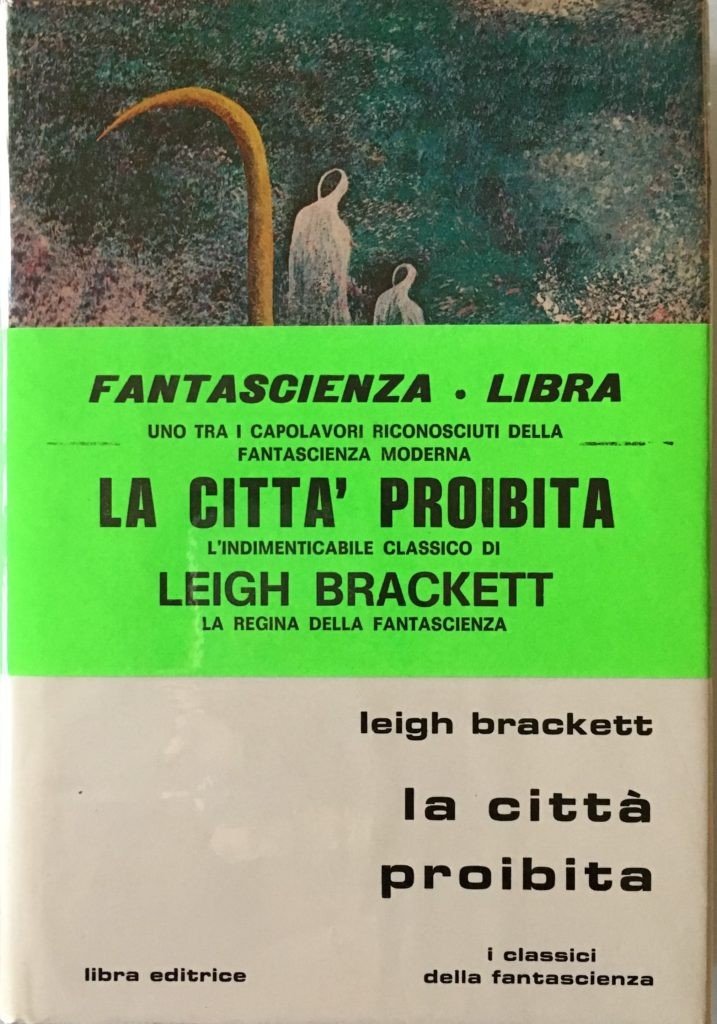 FANTASCIENZA • LIBRA
UNO TRA I CAPOLAVORI RICONOSCIUTI DELLA
FANTASCIENZA MODERNA
LA CITTA' PROIBITA
L'INDIMENTICABILE CLASSICO DI
LEIGH BRACKETT
LA REGINA DELLA FANTASCIENZA
leigh brackett
la città
proibita
libra editrice
i classici
della fantascienza